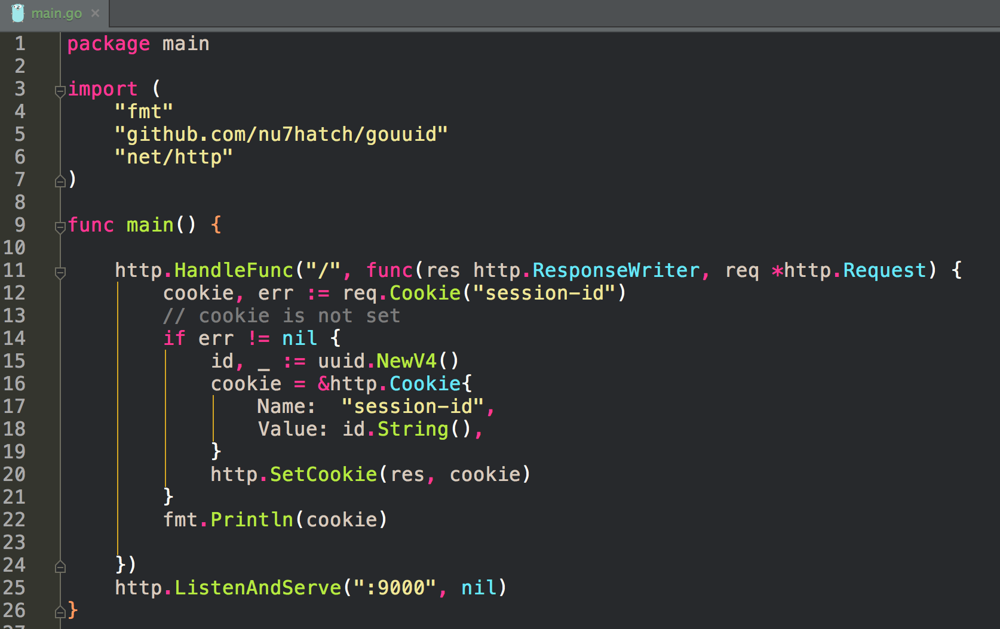 main.go ×
1 package main
2
3 import (
4     "fmt"
5     "github.com/nu7hatch/gouuid"
6     "net/http"
7 )
8
9 func main() {
10
11     http.HandleFunc("/", func(res http.ResponseWriter, req *http.Request) {
12         cookie, err := req.Cookie("session-id")
13         // cookie is not set
14         if err != nil {
15             id, _ := uuid.NewV4()
16             cookie = &http.Cookie{
17                 Name:  "session-id",
18                 Value: id.String(),
19             }
20             http.SetCookie(res, cookie)
21         }
22         fmt.Println(cookie)
23
24     })
25     http.ListenAndServe(":9000", nil)
26 }
27